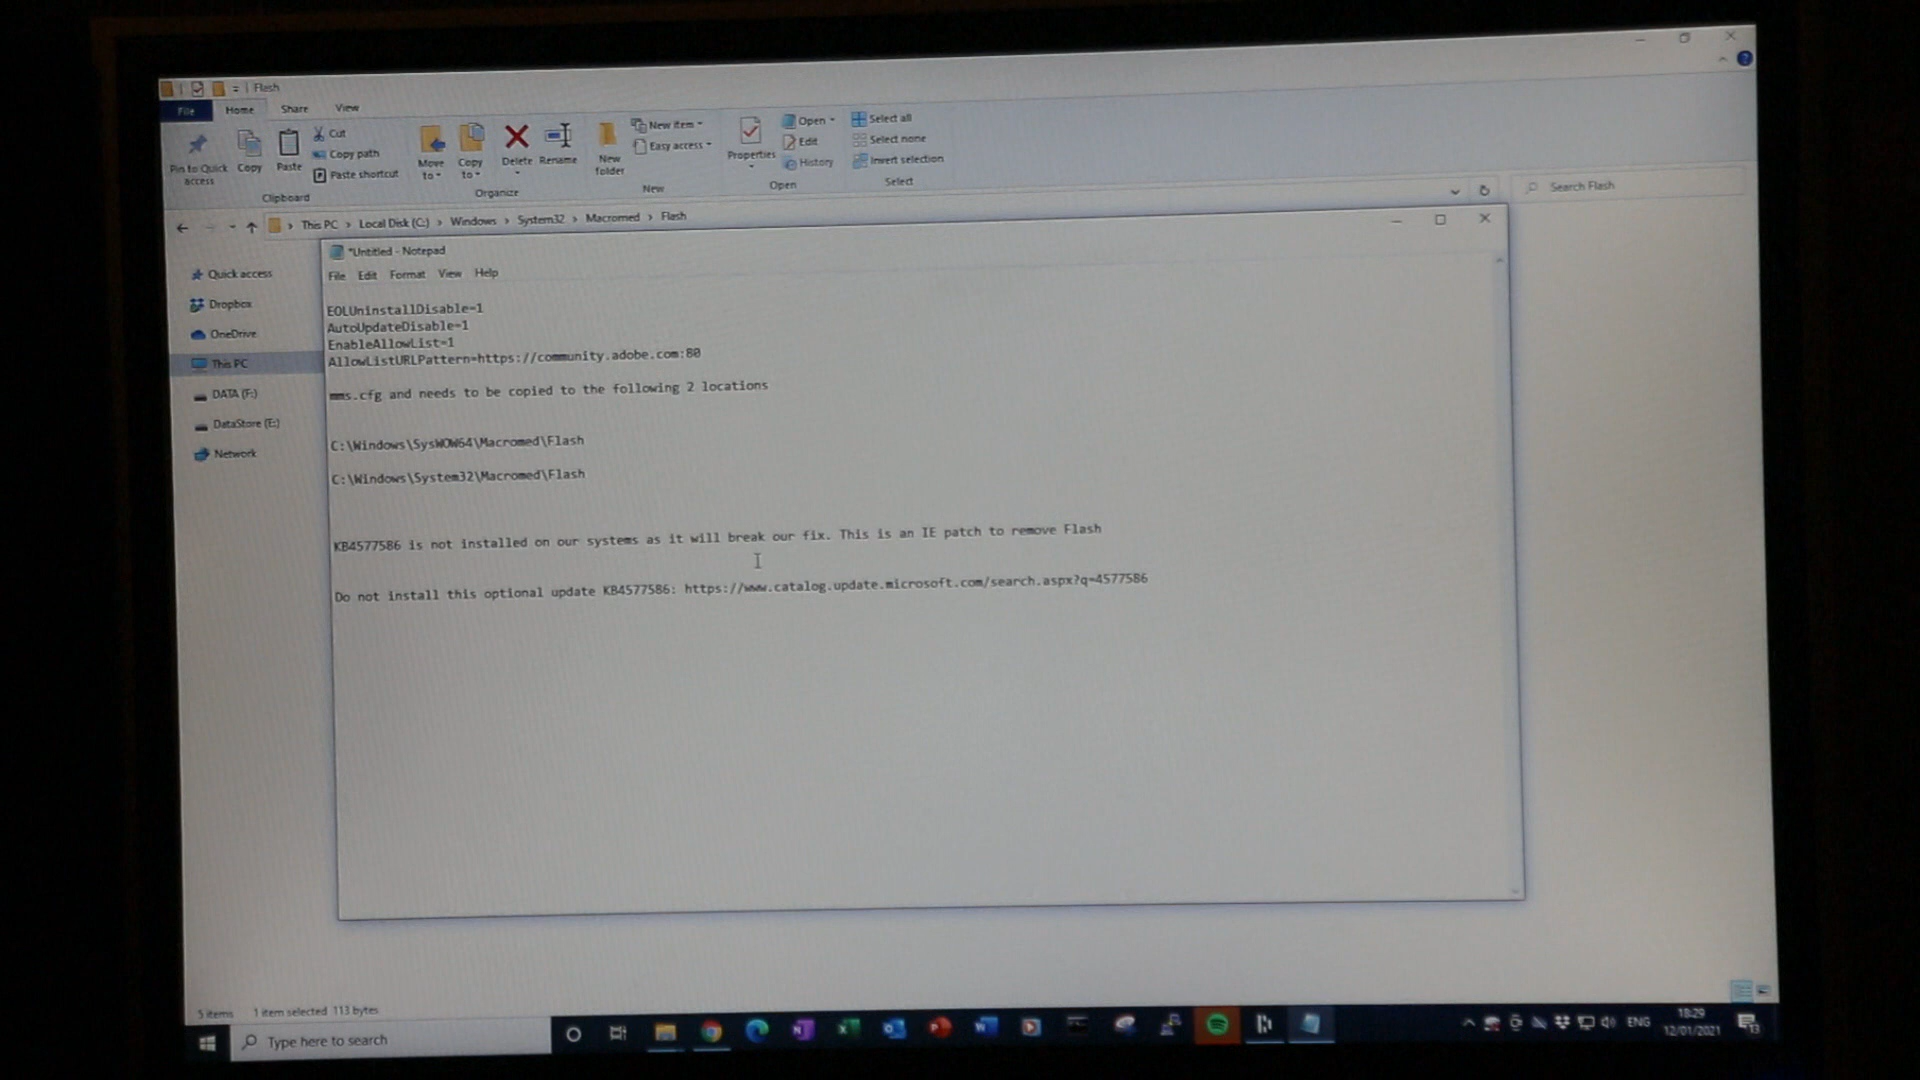 Flash
File Home Share View
Pin to Quick access
Copy
Paste
Cut
Copy path
Paste shortcut
Clipboard
Move to
Copy to
Delete
Rename
Organize
New folder
New item
Easy access
New
Properties
Open
Edit
History
Open
Select all
Select none
Invert selection
Select
This PC > Local Disk (C:) > Windows > System32 > Macromed > Flash
Search Flash
Quick access
Dropbox
OneDrive
This PC
DATA (F:)
DataStore (E:)
Network
*Untitled - Notepad
File Edit Format View Help
EOLUninstallDisable=1
AutoUpdateDisable=1
EnableAllowList=1
AllowListURLPattern=https://community.adobe.com:80
mms.cfg and needs to be copied to the following 2 locations
C:\Windows\SysWOW64\Macromed\Flash
C:\Windows\System32\Macromed\Flash
KB4577586 is not installed on our systems as it will break our fix. This is an IE patch to remove Flash
Do not install this optional update KB4577586: https://www.catalog.update.microsoft.com/search.aspx?q=4577586
5 items 1 item selected 113 bytes
Type here to search
ENG
18:29
12/01/2021